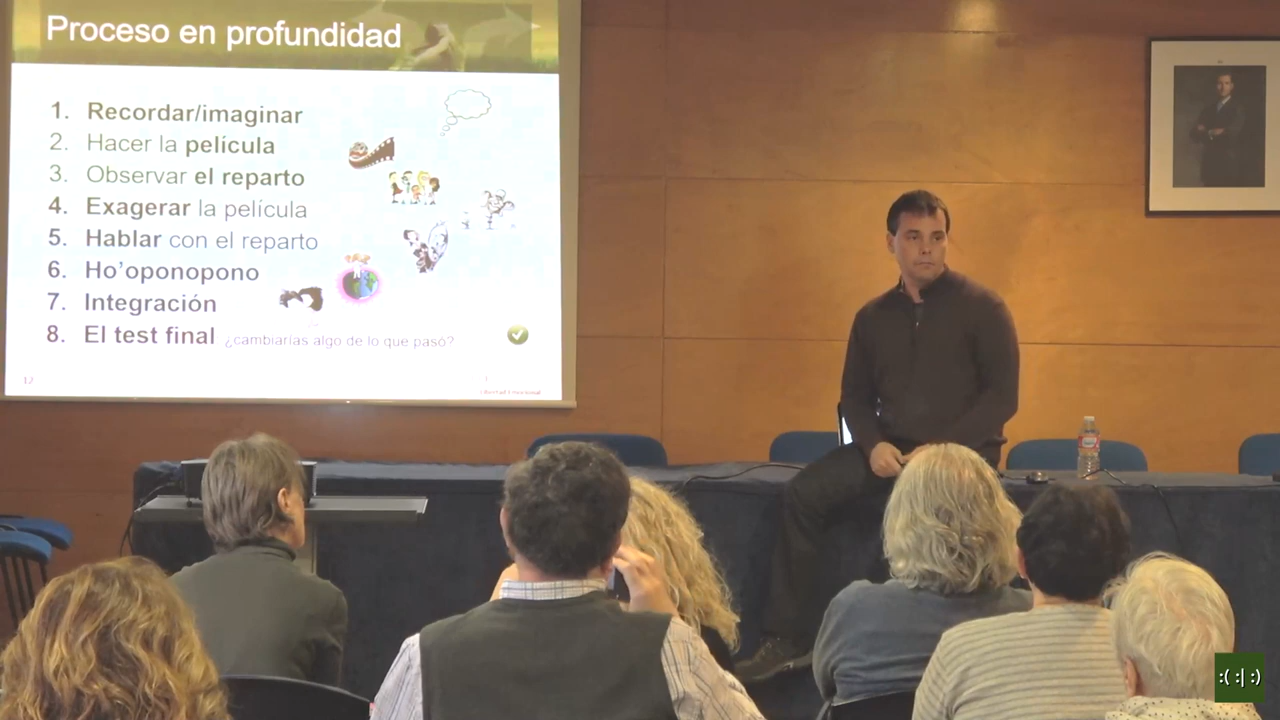 Proceso en profundidad
1. Recordar/imaginar
2. Hacer la película
3. Observar el reparto
4. Exagerar la película
5. Hablar con el reparto
6. Ho'oponopono
7. Integración
8. El test final ¿cambiarías algo de lo que pasó?
12
Libertad Emocional
:( :| :)